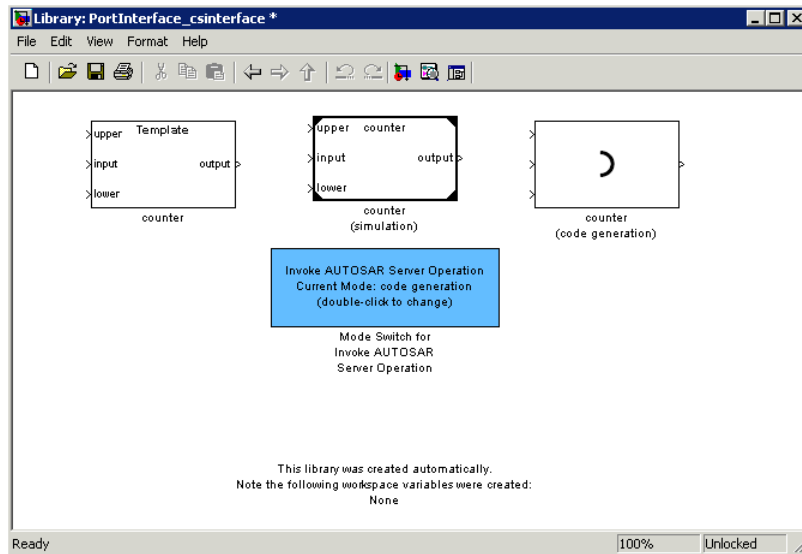 Library: PortInterface_csinterface *
File Edit View Format Help
upper Template
input output
lower
counter
upper counter
input output
lower
counter
(simulation)
counter
(code generation)
Invoke AUTOSAR Server Operation
Current Mode: code generation
(double-click to change)
Mode Switch for
Invoke AUTOSAR
Server Operation
This library was created automatically.
Note the following workspace variables were created:
None
Ready 100% Unlocked